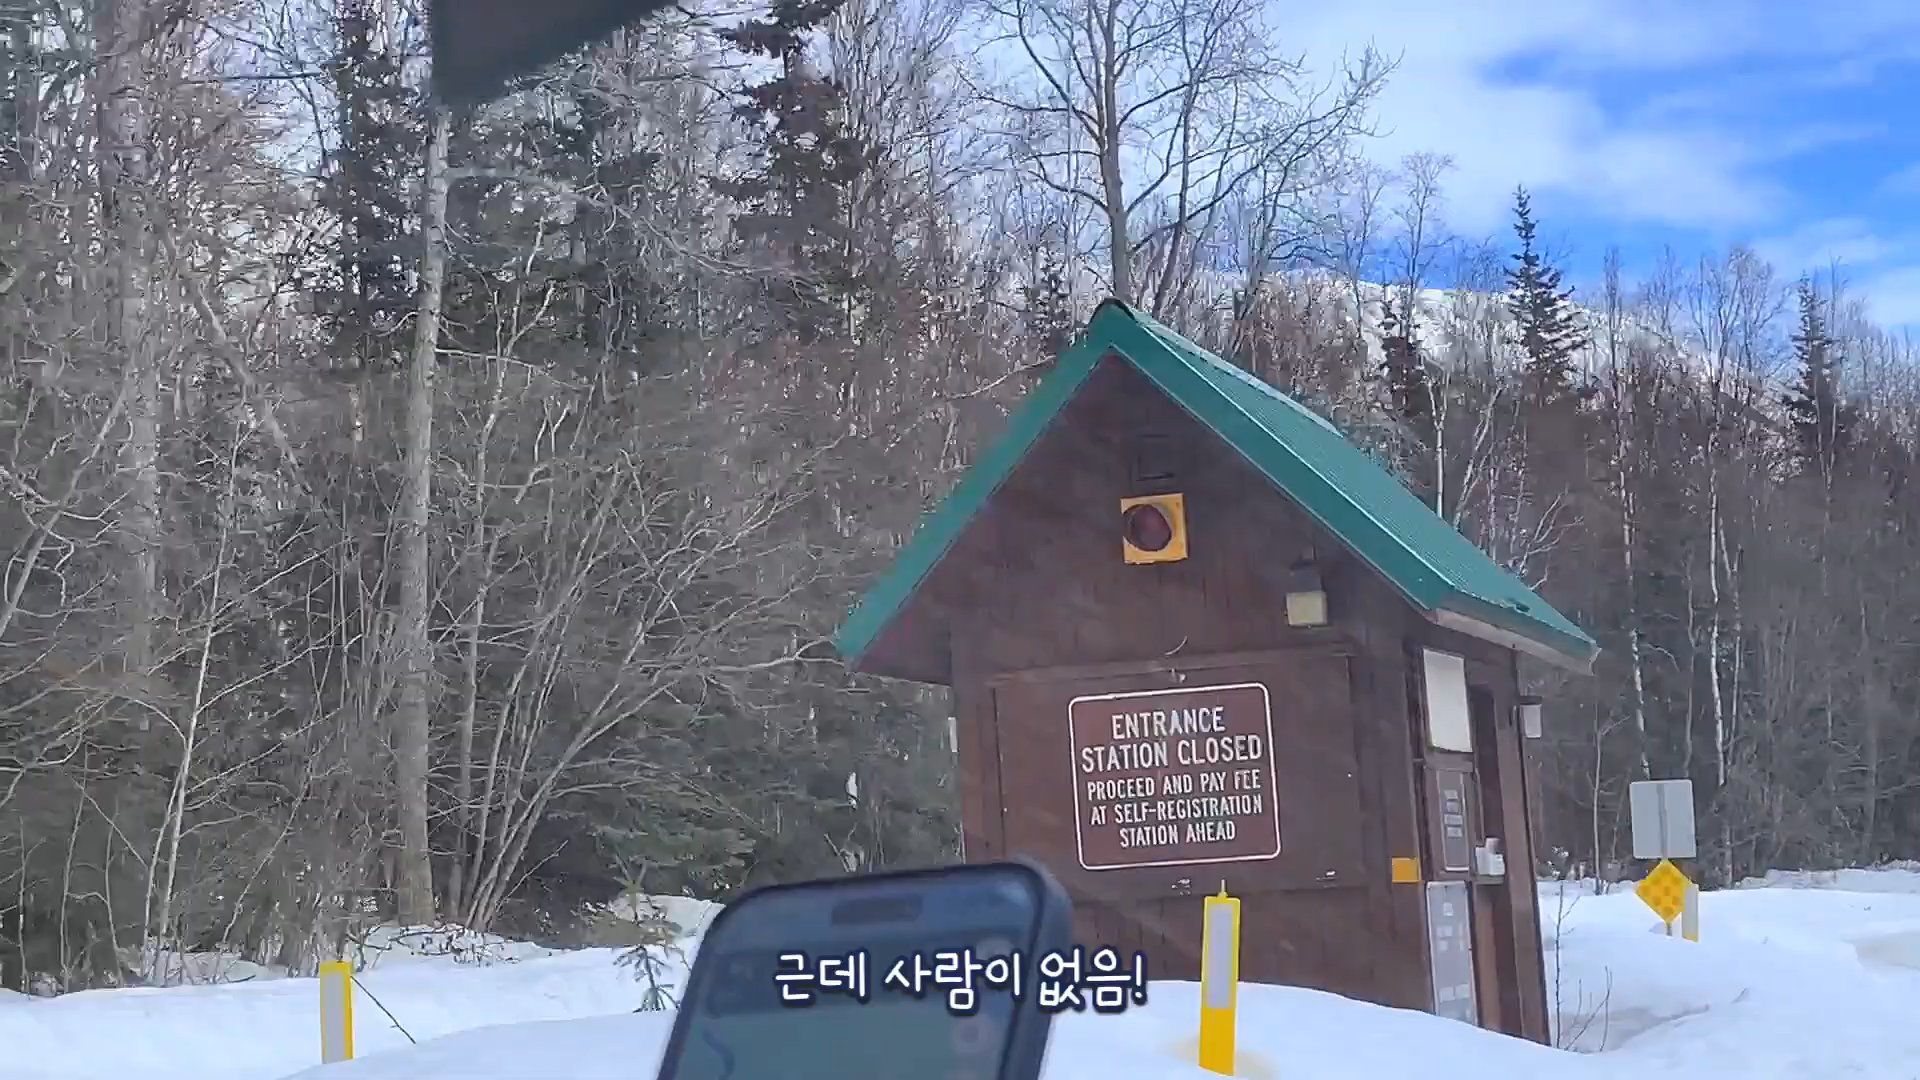 ENTRANCE
STATION CLOSED
PROCEED AND PAY FEE
AT SELF-REGISTRATION
STATION AHEAD
근데 사람이 없음!